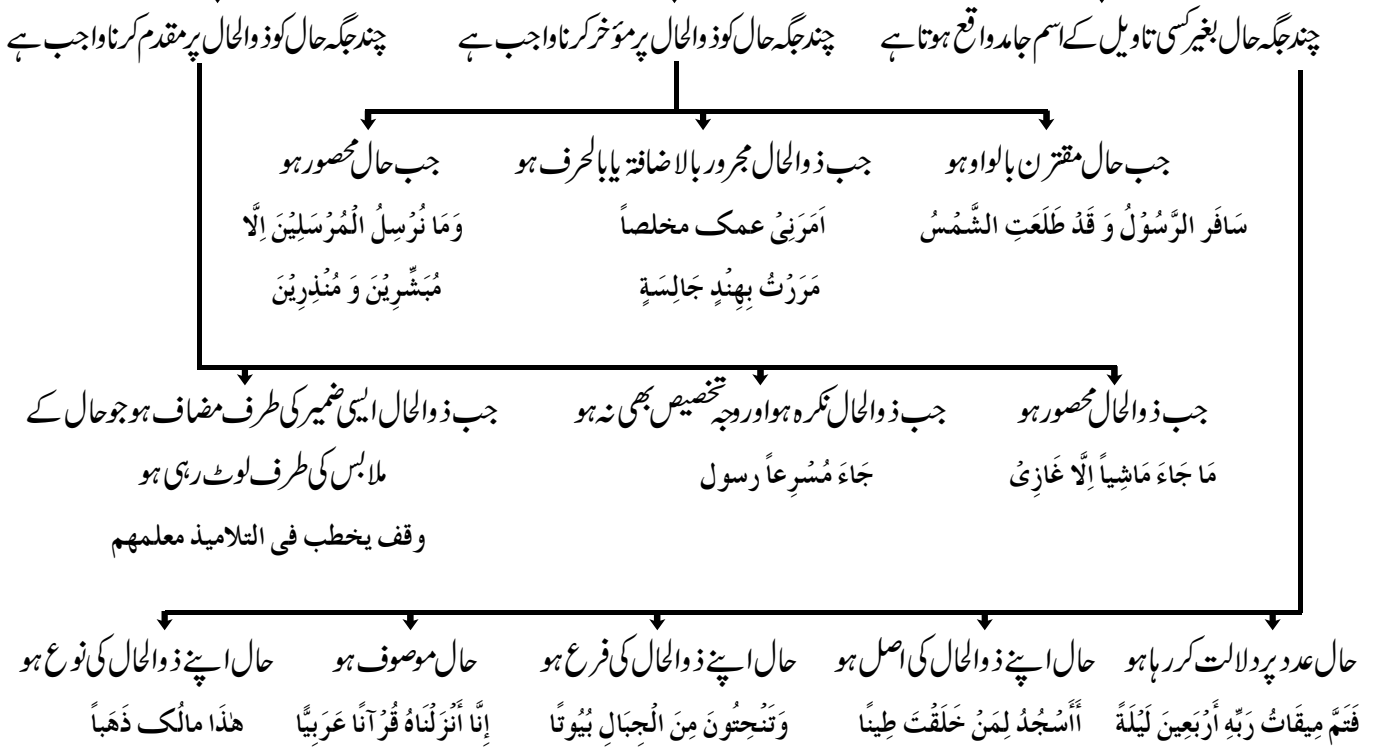 چند جگہ حال بغیر کسی تاویل کے اسم جامد واقع ہوتا ہے
چند جگہ حال کو ذوالحال پر مؤخر کرنا واجب ہے
چند جگہ حال کو ذوالحال پر مقدم کرنا واجب ہے
جب حال مقترن بالواو ہو
سَافَر الرَّسُوْلُ وَ قَدْ طَلَعَتِ الشَّمْسُ
جب ذوالحال مجرور بالاضافۃ یا بالحرف ہو
اَمَرَنِیْ عمک مخلصاً
مَرَرْتُ بِهِنْدٍ جَالِسَةٍ
جب حال محصور ہو
وَمَا نُرْسِلُ الْمُرْسَلِيْنَ اِلَّا
مُبَشِّرِيْنَ وَ مُنْذِرِيْنَ
جب ذوالحال محصور ہو
مَا جَاءَ مَاشِیاً اِلَّا غَازِیْ
جب ذوالحال نکرہ ہو اور وجہ تخصیص بھی نہ ہو
جَاءَ مُسْرِعاً رسول
جب ذوالحال ایسی ضمیر کی طرف مضاف ہو جو حال کے
ملابس کی طرف لوٹ رہی ہو
وقف یخطب فی التلامیذ معلمهم
حال عدد پر دلالت کر رہا ہو
فَتَمَّ مِيقَاتُ رَبِّهِ أَرْبَعِينَ لَيْلَةً
حال اپنے ذوالحال کی اصل ہو
أَأَسْجُدُ لِمَنْ خَلَقْتَ طِينًا
حال اپنے ذوالحال کی فرع ہو
وَتَنْحِتُونَ مِنَ الْجِبَالِ بُيُوتًا
حال موصوف ہو
إِنَّا أَنْزَلْنَاهُ قُرْآنًا عَرَبِيًّا
حال اپنے ذوالحال کی نوع ہو
هٰذَا مالُک ذَهَباً